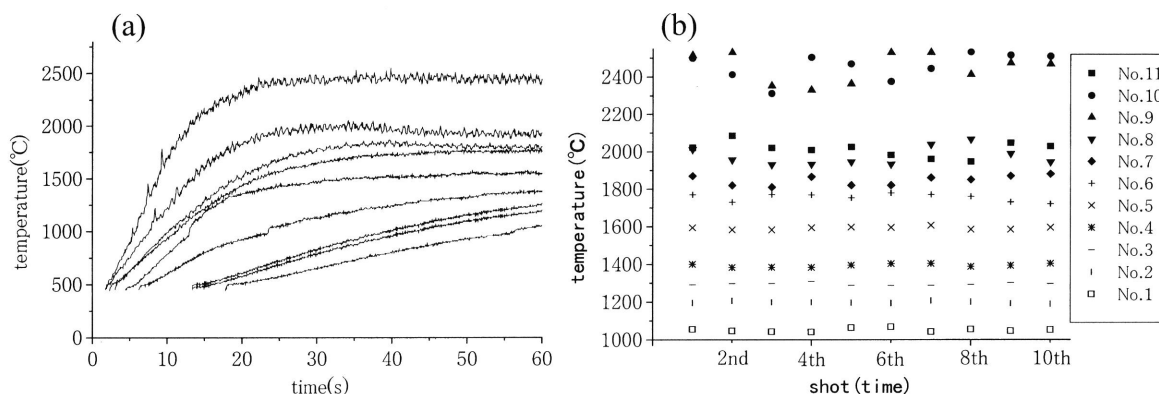 (a)
2500
2000
1500
1000
500
0
temperature(℃)
0
10
20
30
40
50
60
time(s)
(b)
2400
2200
2000
1800
1600
1400
1200
1000
temperature(℃)
2nd
4th
6th
8th
10th
shot(time)
No.11
No.10
No.9
No.8
No.7
No.6
No.5
No.4
No.3
No.2
No.1